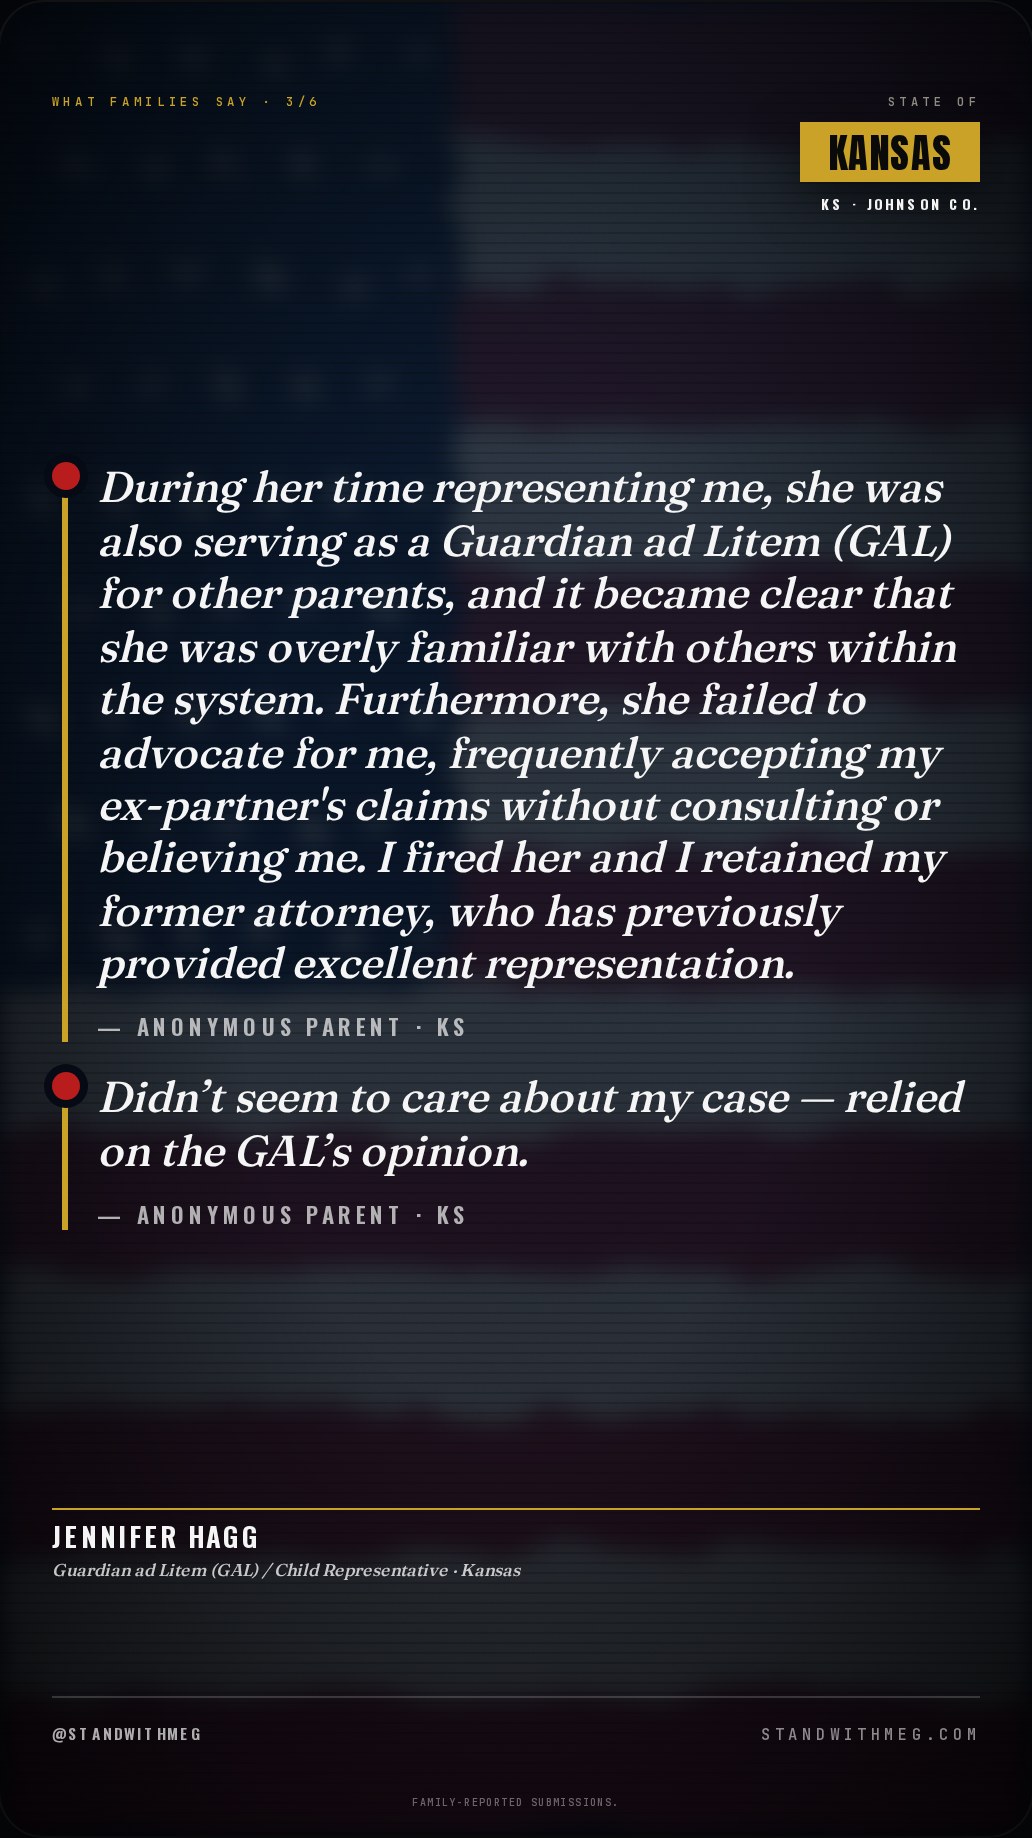 WHAT FAMILIES SAY · 3/6
STATE OF
KANSAS
KS · JOHNSON CO.
During her time representing me, she was
also serving as a Guardian ad Litem (GAL)
for other parents, and it became clear that
she was overly familiar with others within
the system. Furthermore, she failed to
advocate for me, frequently accepting my
ex-partner's claims without consulting or
believing me. I fired her and I retained my
former attorney, who has previously
provided excellent representation.
— ANONYMOUS PARENT · KS
Didn’t seem to care about my case — relied
on the GAL’s opinion.
— ANONYMOUS PARENT · KS
JENNIFER HAGG
Guardian ad Litem (GAL) / Child Representative · Kansas
@STANDWITHMEG
STANDWITHMEG.COM
FAMILY-REPORTED SUBMISSIONS.